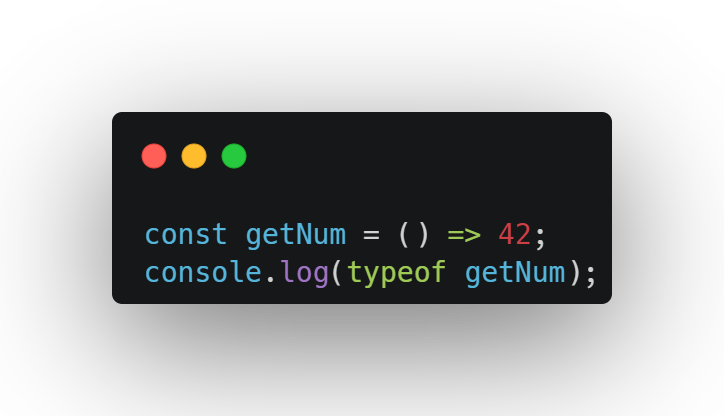 const getNum = () => 42;
console.log(typeof getNum);